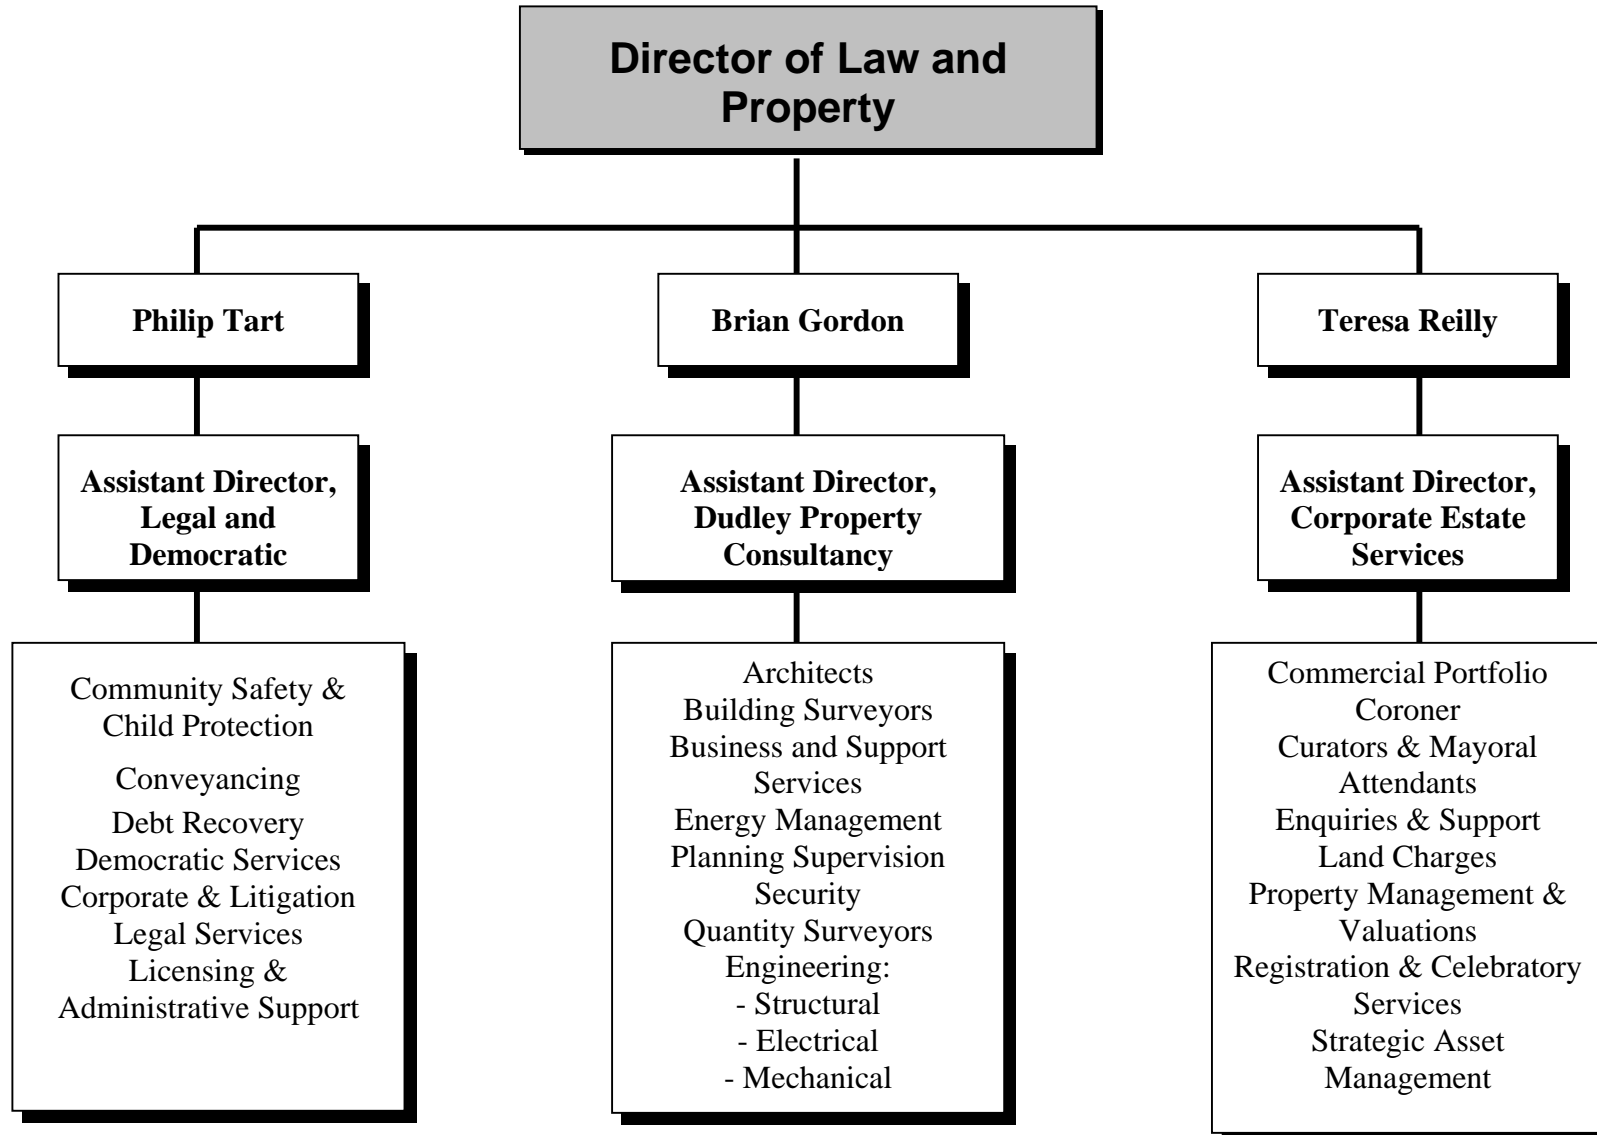 Director of Law and
Property
Philip Tart
Assistant Director,
Legal and
Democratic
Community Safety &
Child Protection
Conveyancing
Debt Recovery
Democratic Services
Corporate & Litigation
Legal Services
Licensing &
Administrative Support
Brian Gordon
Assistant Director,
Dudley Property
Consultancy
Architects
Building Surveyors
Business and Support
Services
Energy Management
Planning Supervision
Security
Quantity Surveyors
Engineering:
- Structural
- Electrical
- Mechanical
Teresa Reilly
Assistant Director,
Corporate Estate
Services
Commercial Portfolio
Coroner
Curators & Mayoral
Attendants
Enquiries & Support
Land Charges
Property Management &
Valuations
Registration & Celebratory
Services
Strategic Asset
Management